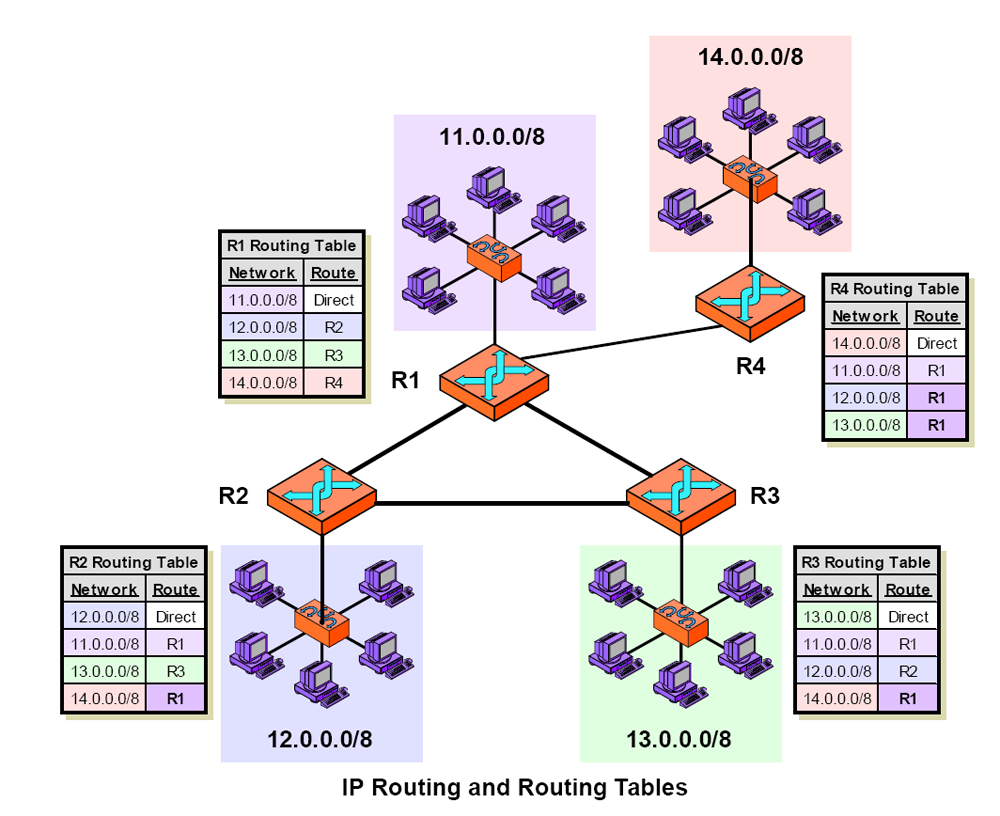 14.0.0.0/8
11.0.0.0/8
R1 Routing Table
Network Route
11.0.0.0/8 Direct
12.0.0.0/8 R2
13.0.0.0/8 R3
14.0.0.0/8 R4
R4 Routing Table
Network Route
14.0.0.0/8 Direct
11.0.0.0/8 R1
12.0.0.0/8 R1
13.0.0.0/8 R1
R4
R1
R2
R3
R2 Routing Table
Network Route
12.0.0.0/8 Direct
11.0.0.0/8 R1
13.0.0.0/8 R3
14.0.0.0/8 R1
R3 Routing Table
Network Route
13.0.0.0/8 Direct
11.0.0.0/8 R1
12.0.0.0/8 R2
14.0.0.0/8 R1
12.0.0.0/8
13.0.0.0/8
IP Routing and Routing Tables